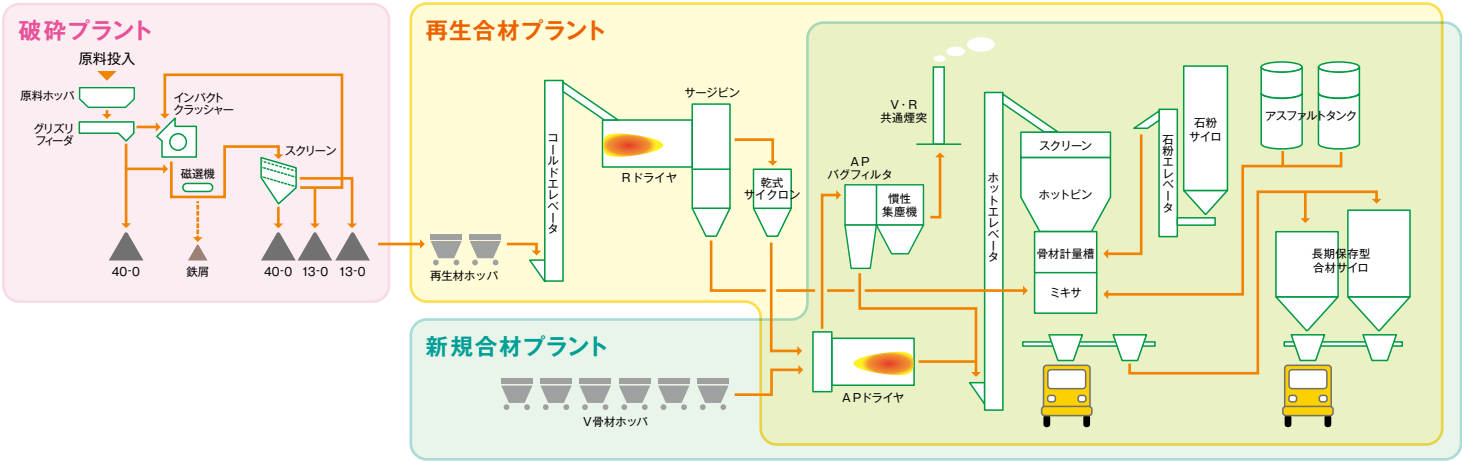 破砕プラント
原料投入
原料ホッパ
インパクト
クラッシャー
グリズリ
フィーダ
磁選機
スクリーン
40-0
鉄屑
40-0
13-0
13-0
再生合材プラント
再生材ホッパ
コールドエレベータ
Rドライヤ
サージビン
乾式
サイクロン
V・R
共通煙突
AP
バグフィルタ
慣性
集塵機
ホットエレベータ
スクリーン
ホットビン
骨材計量槽
ミキサ
石粉エレベータ
石粉
サイロ
アスファルトタンク
長期保存型
合材サイロ
新規合材プラント
V骨材ホッパ
APドライヤ